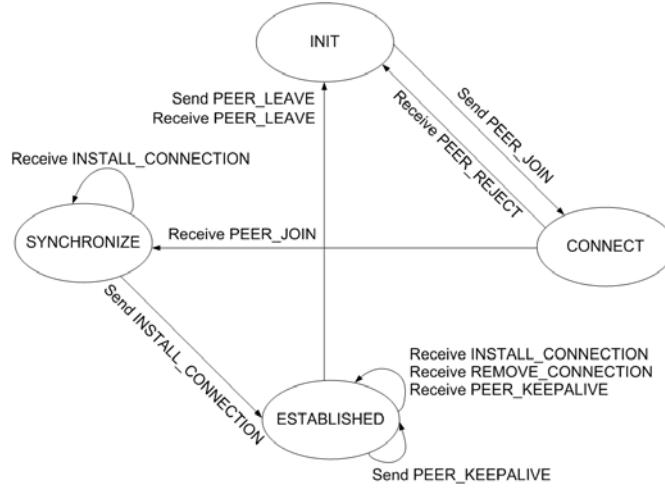 INIT
Send PEER_LEAVE
Receive PEER_LEAVE
Send PEER_JOIN
Receive PEER_REJECT
Receive INSTALL_CONNECTION
SYNCHRONIZE
Receive PEER_JOIN
CONNECT
Send INSTALL_CONNECTION
Receive INSTALL_CONNECTION
Receive REMOVE_CONNECTION
Receive PEER_KEEPALIVE
ESTABLISHED
Send PEER_KEEPALIVE